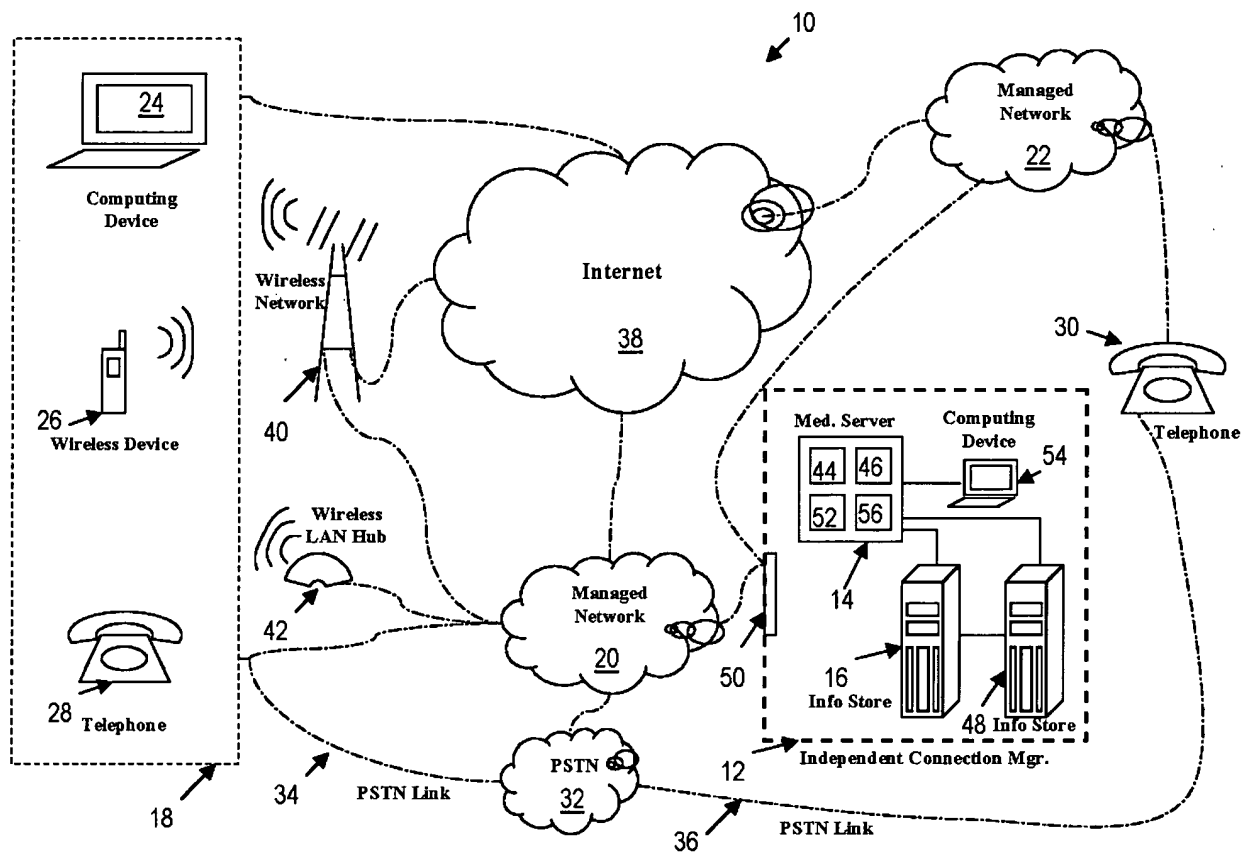 10
24
Computing
Device
Managed
Network
22
Wireless
Network
Internet
38
40
26
Wireless Device
30
Telephone
Med. Server
Computing
Device
44
46
52
56
54
14
Wireless
LAN Hub
42
Managed
Network
20
50
16
Info Store
48
Info Store
28
Telephone
18
34
PSTN Link
PSTN
32
12
Independent Connection Mgr.
36
PSTN Link